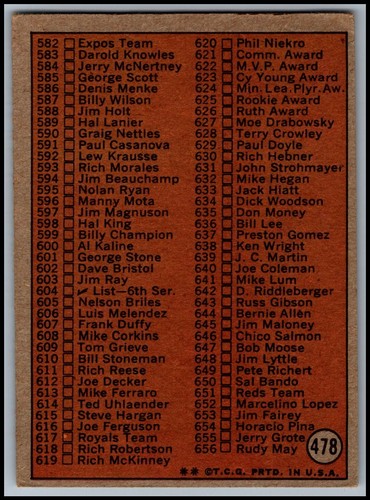 582 Expos Team
583 Darold Knowles
584 Jerry McNertney
585 George Scott
586 Denis Menke
587 Billy Wilson
588 Jim Holt
589 Hal Lanier
590 Graig Nettles
591 Paul Casanova
592 Lew Krausse
593 Rich Morales
594 Jim Beauchamp
595 Nolan Ryan
596 Manny Mota
597 Jim Magnuson
598 Hal King
599 Billy Champion
600 Al Kaline
601 George Stone
602 Dave Bristol
603 Jim Ray
604 List-6th Ser.
605 Nelson Briles
606 Luis Melendez
607 Frank Duffy
608 Mike Corkins
609 Tom Grieve
610 Bill Stoneman
611 Rich Reese
612 Joe Decker
613 Mike Ferraro
614 Ted Uhlaender
615 Steve Hargan
616 Joe Ferguson
617 Royals Team
618 Rich Robertson
619 Rich McKinney
620 Phil Niekro
621 Comm. Award
622 M.V.P. Award
623 Cy Young Award
624 Min.Lea.Plyr.Aw.
625 Rookie Award
626 Ruth Award
627 Moe Drabowsky
628 Terry Crowley
629 Paul Doyle
630 Rich Hebner
631 John Strohmayer
632 Mike Hegan
633 Jack Hiatt
634 Dick Woodson
635 Don Money
636 Bill Lee
637 Preston Gomez
638 Ken Wright
639 J. C. Martin
640 Joe Coleman
641 Mike Lum
642 D. Riddleberger
643 Russ Gibson
644 Bernie Allen
645 Jim Maloney
646 Chico Salmon
647 Bob Moose
648 Jim Lyttle
649 Pete Richert
650 Sal Bando
651 Reds Team
652 Marcelino Lopez
653 Jim Fairey
654 Horacio Pina
655 Jerry Grote
656 Rudy May
478
** ©T.C.G. PRTD. IN U.S.A.